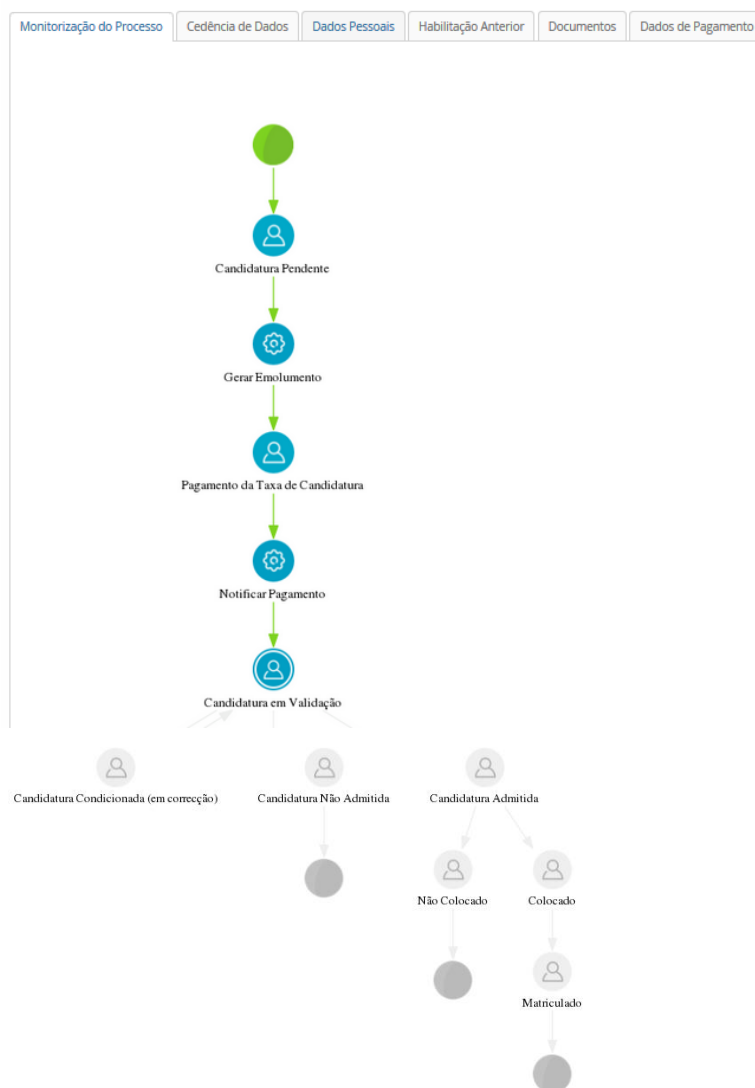 Monitorização do Processo
Cedência de Dados
Dados Pessoais
Habilitação Anterior
Documentos
Dados de Pagamento
Candidatura Pendente
Gerar Emolumento
Pagamento da Taxa de Candidatura
Notificar Pagamento
Candidatura em Validação
Candidatura Condicionada (em correcção)
Candidatura Não Admitida
Candidatura Admitida
Não Colocado
Colocado
Matriculado